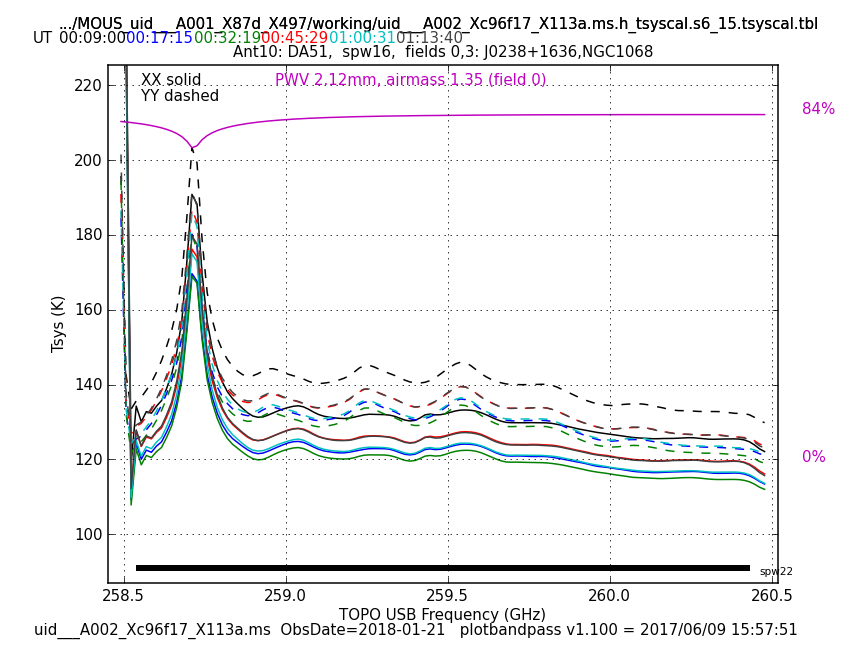 ../MOUS_uid___A001_X87d_X497/working/uid___A002_Xc96f17_X113a.ms.h_tsyscal.s6_15.tsyscal.tbl
UT 00:09:00 00:17:15 00:32:19 00:45:29 01:00:31 01:13:40
Ant10: DA51, spw16, fields 0,3: J0238+1636,NGC1068
XX solid
YY dashed
PWV 2.12mm, airmass 1.35 (field 0)
84%
0%
220
200
180
160
140
120
100
Tsys (K)
spw22
258.5 259.0 259.5 260.0 260.5
TOPO USB Frequency (GHz)
uid___A002_Xc96f17_X113a.ms ObsDate=2018-01-21 plotbandpass v1.100 = 2017/06/09 15:57:51